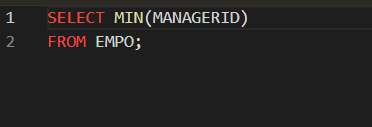 1 SELECT MIN(MANAGERID)
2 FROM EMPO;